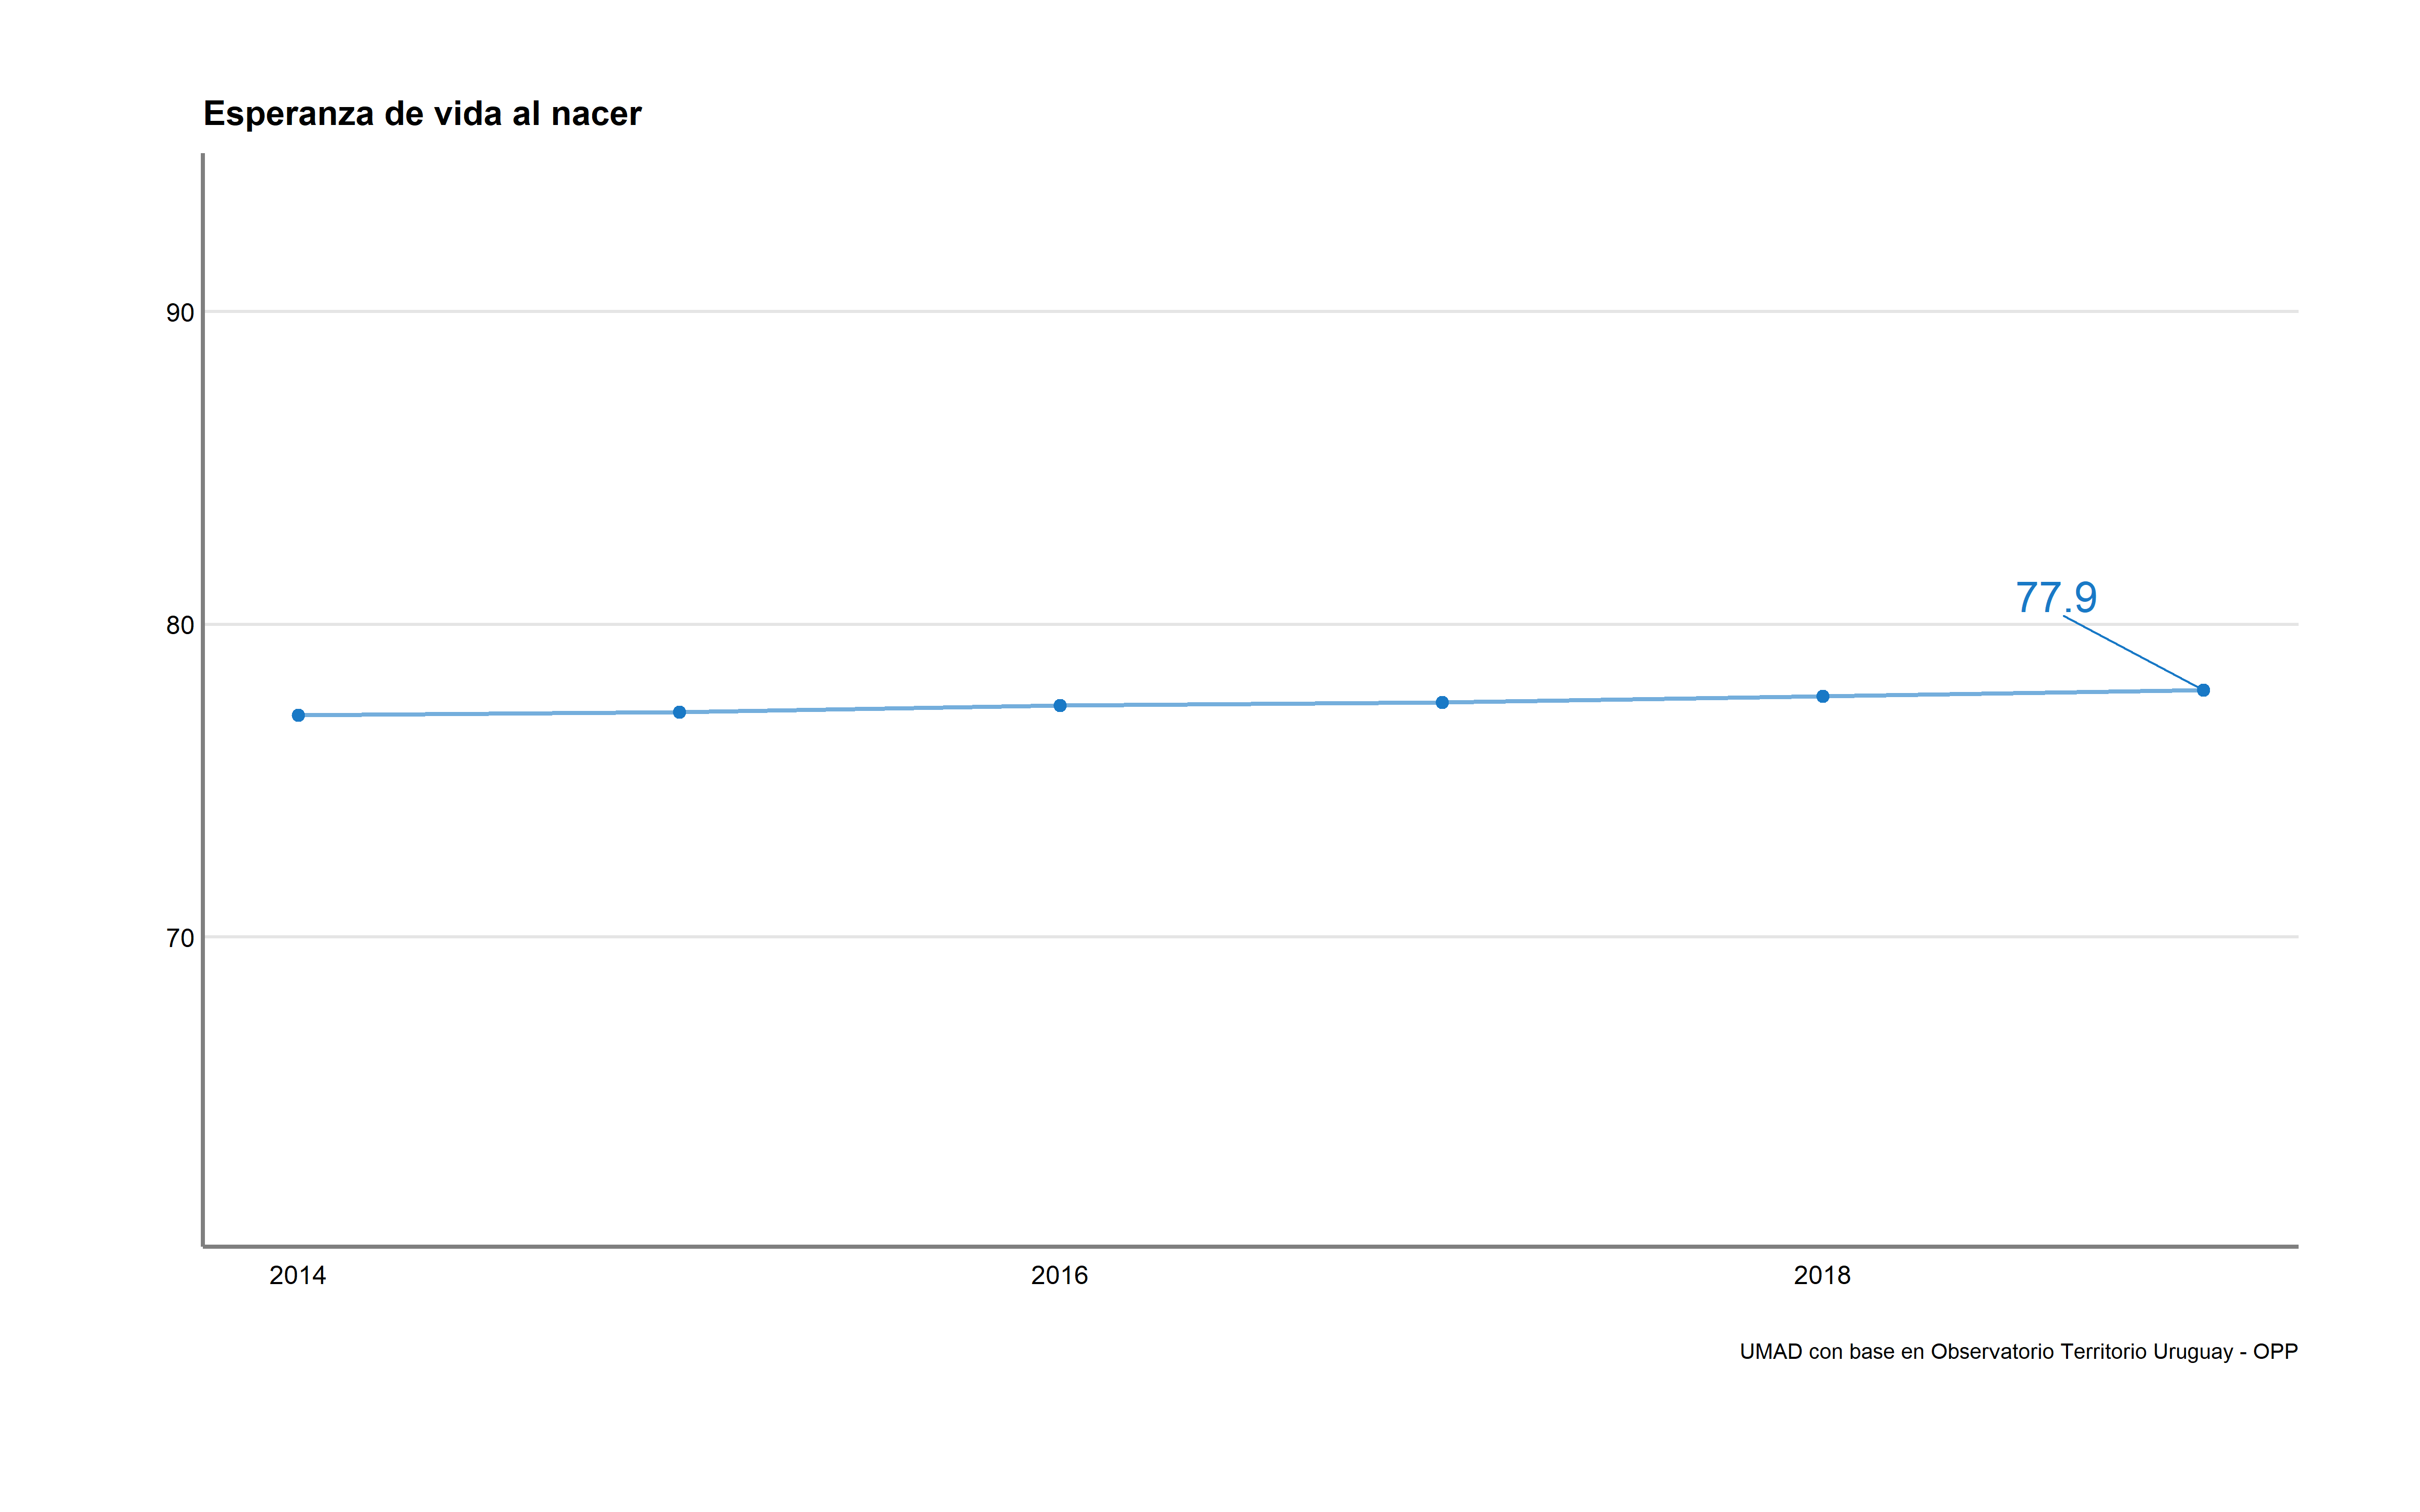 Esperanza de vida al nacer
90
80
77.9
70
2014 2016 2018
UMAD con base en Observatorio Territorio Uruguay - OPP